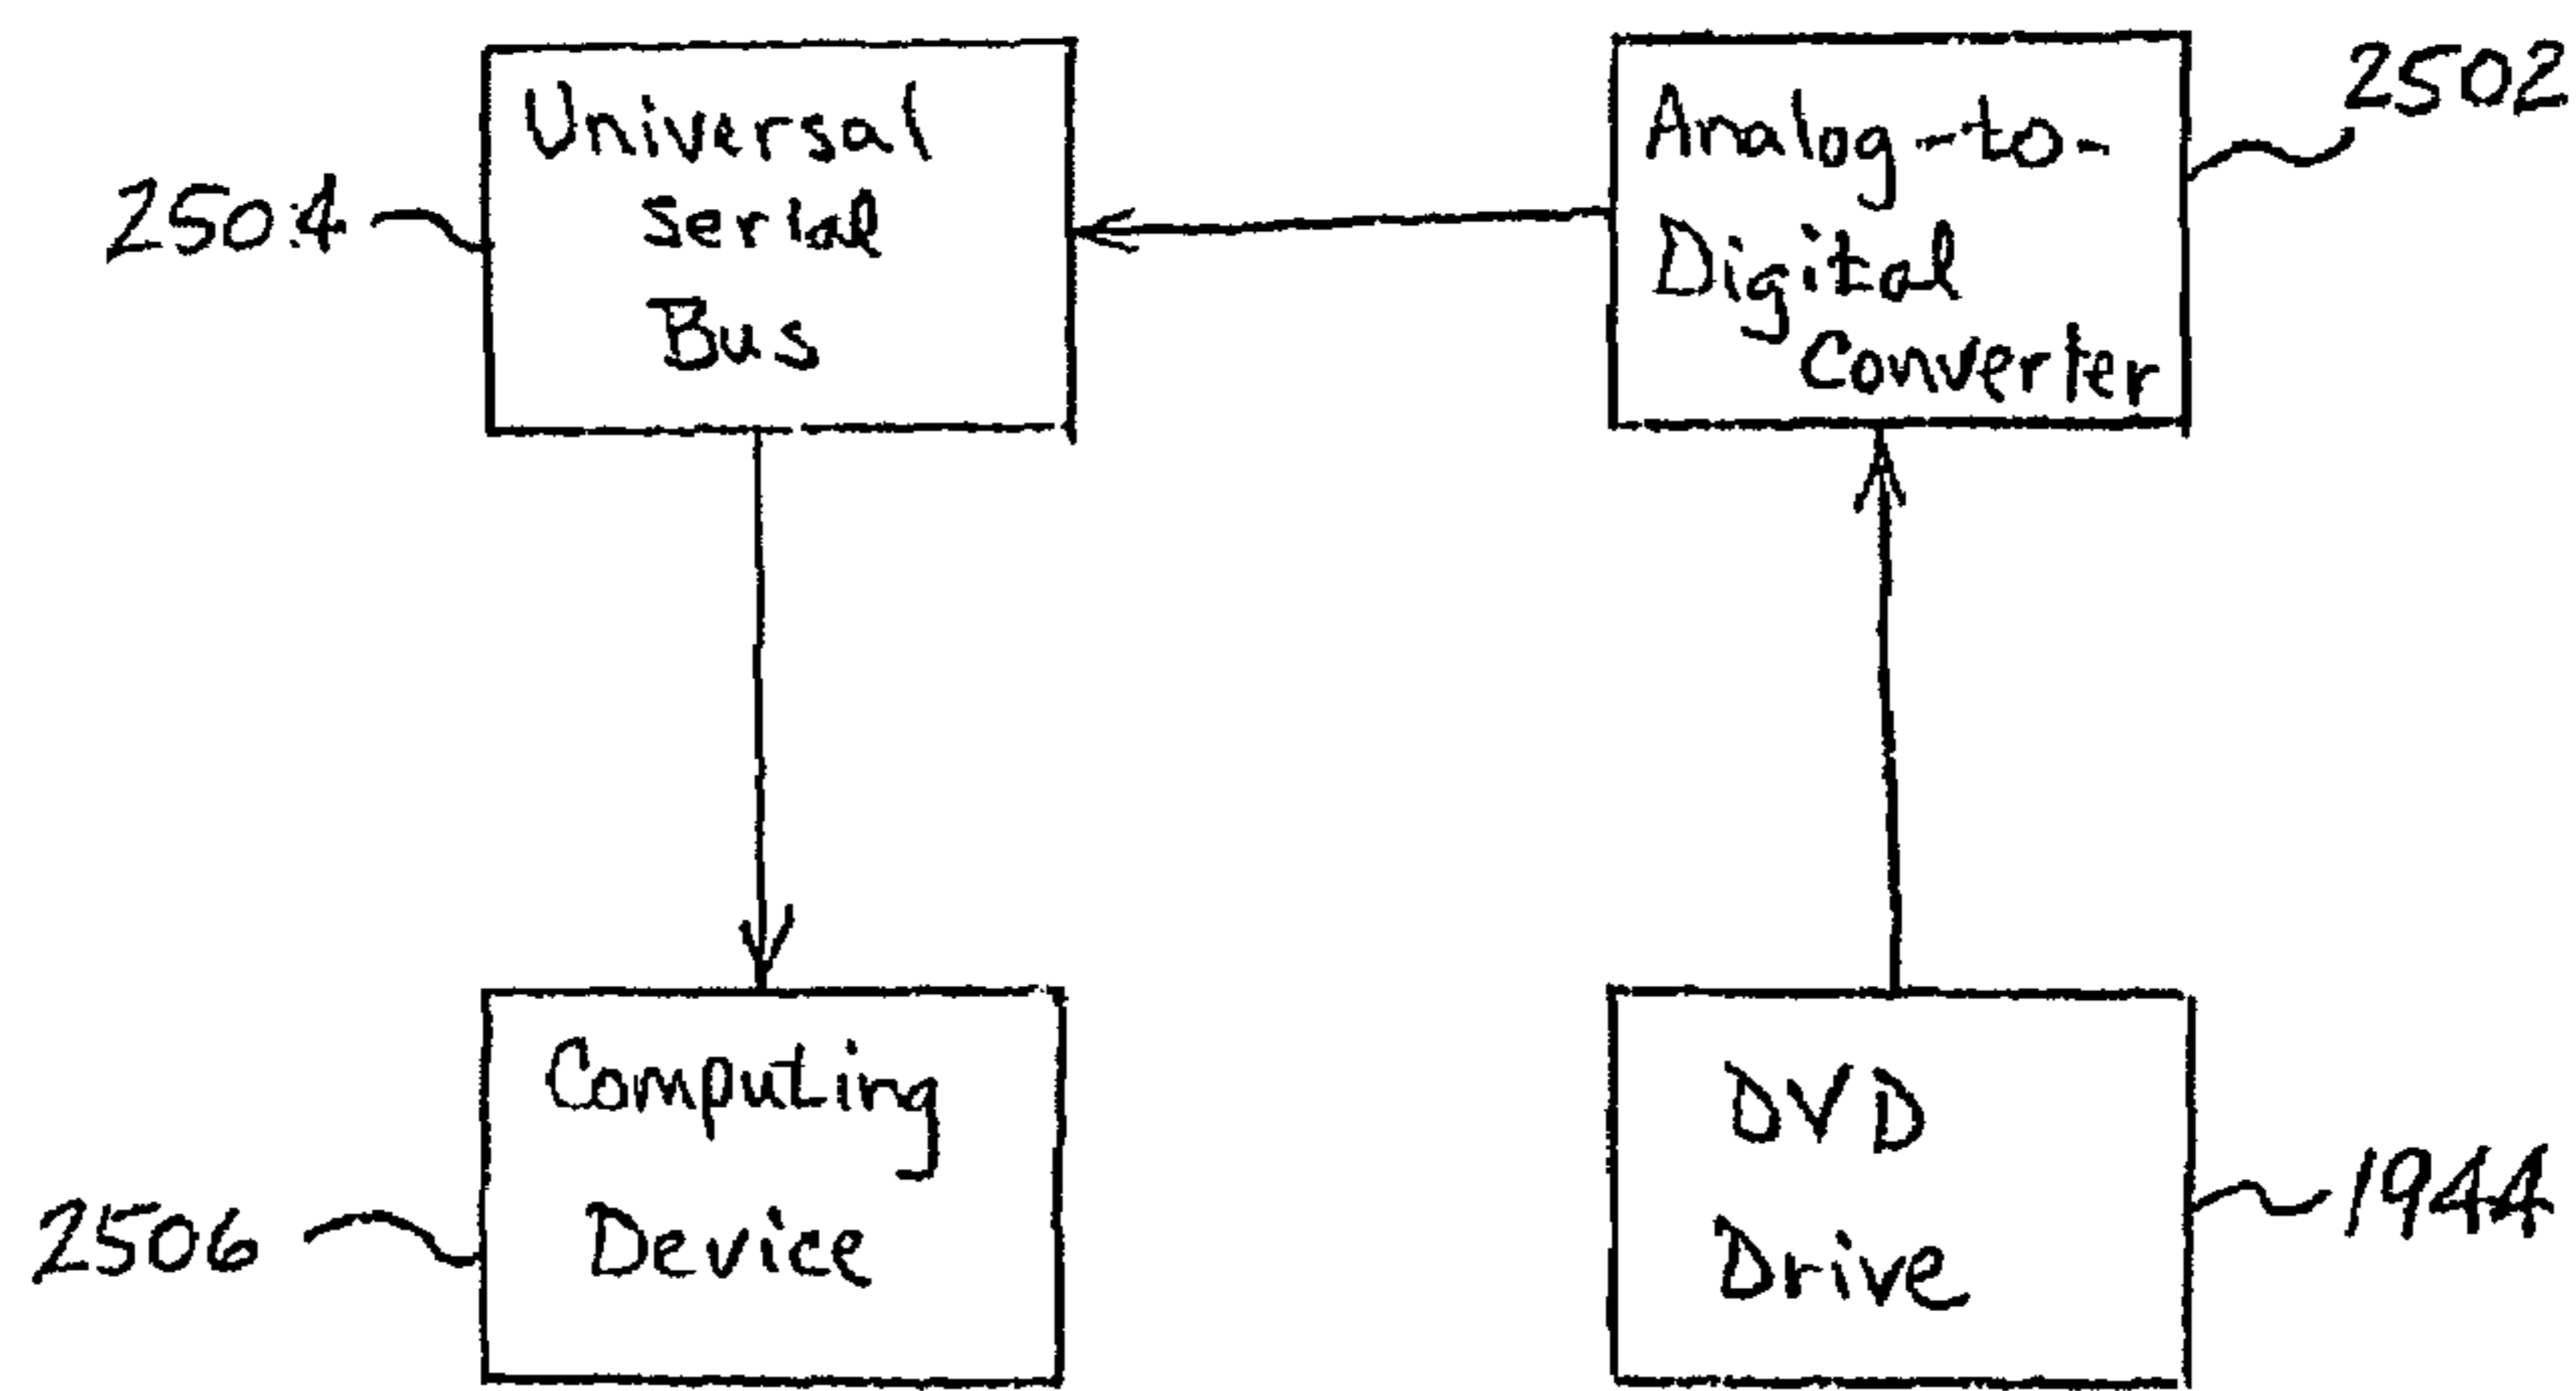 Universal
Serial
Bus
2504
Analog-to-
Digital
Converter
2502
Computing
Device
2506
DVD
Drive
1944